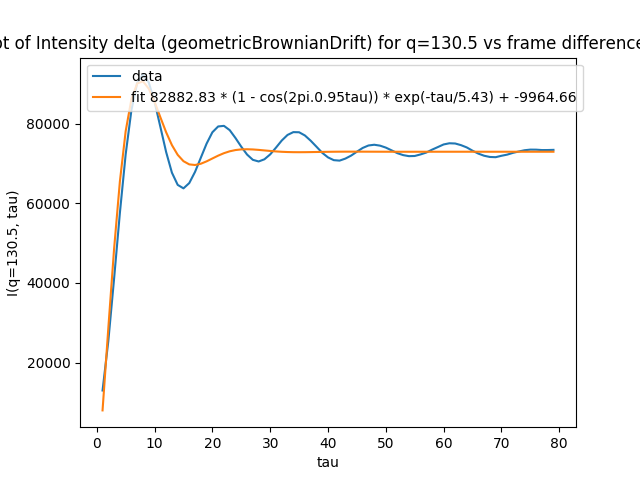 ot of Intensity delta (geometricBrownianDrift) for q=130.5 vs frame difference
data
fit 82882.83 * (1 - cos(2pi.0.95tau)) * exp(-tau/5.43) + -9964.66
80000
60000
40000
20000
I(q=130.5, tau)
0 10 20 30 40 50 60 70 80
tau